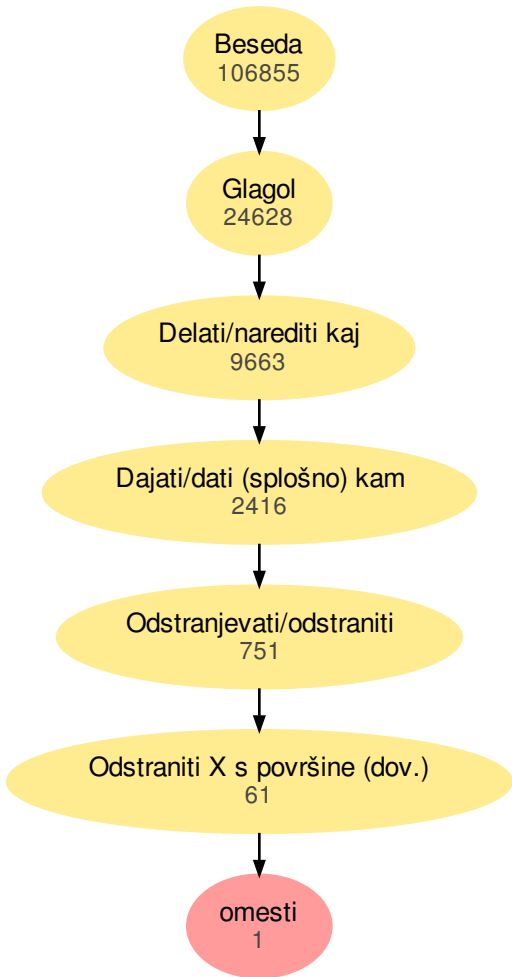 Beseda
106855
Glagol
24628
Delati/narediti kaj
9663
Dajati/dati (splošno) kam
2416
Odstranjevati/odstraniti
751
Odstraniti X s površine (dov.)
61
omesti
1